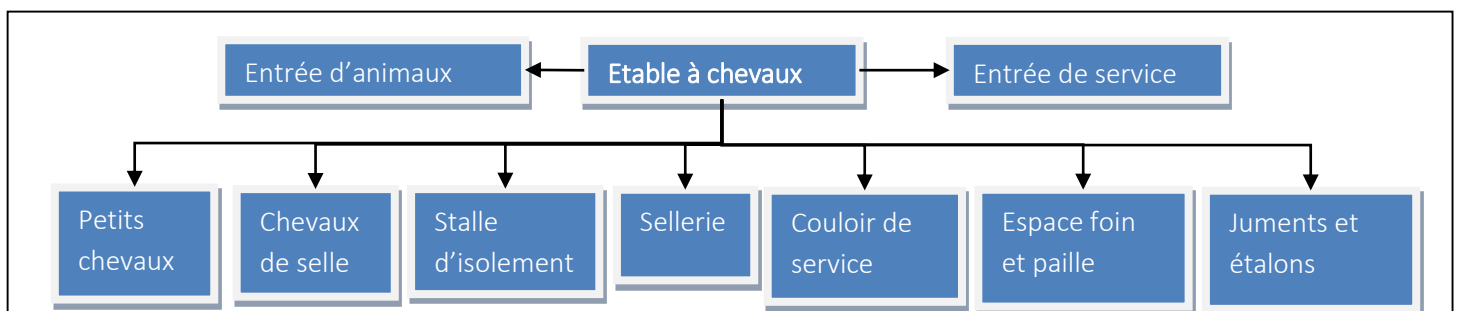 Entrée d’animaux
Etable à chevaux
Entrée de service
Petits
chevaux
Chevaux
de selle
Stalle
d’isolement
Sellerie
Couloir de
service
Espace foin
et paille
Juments et
étalons